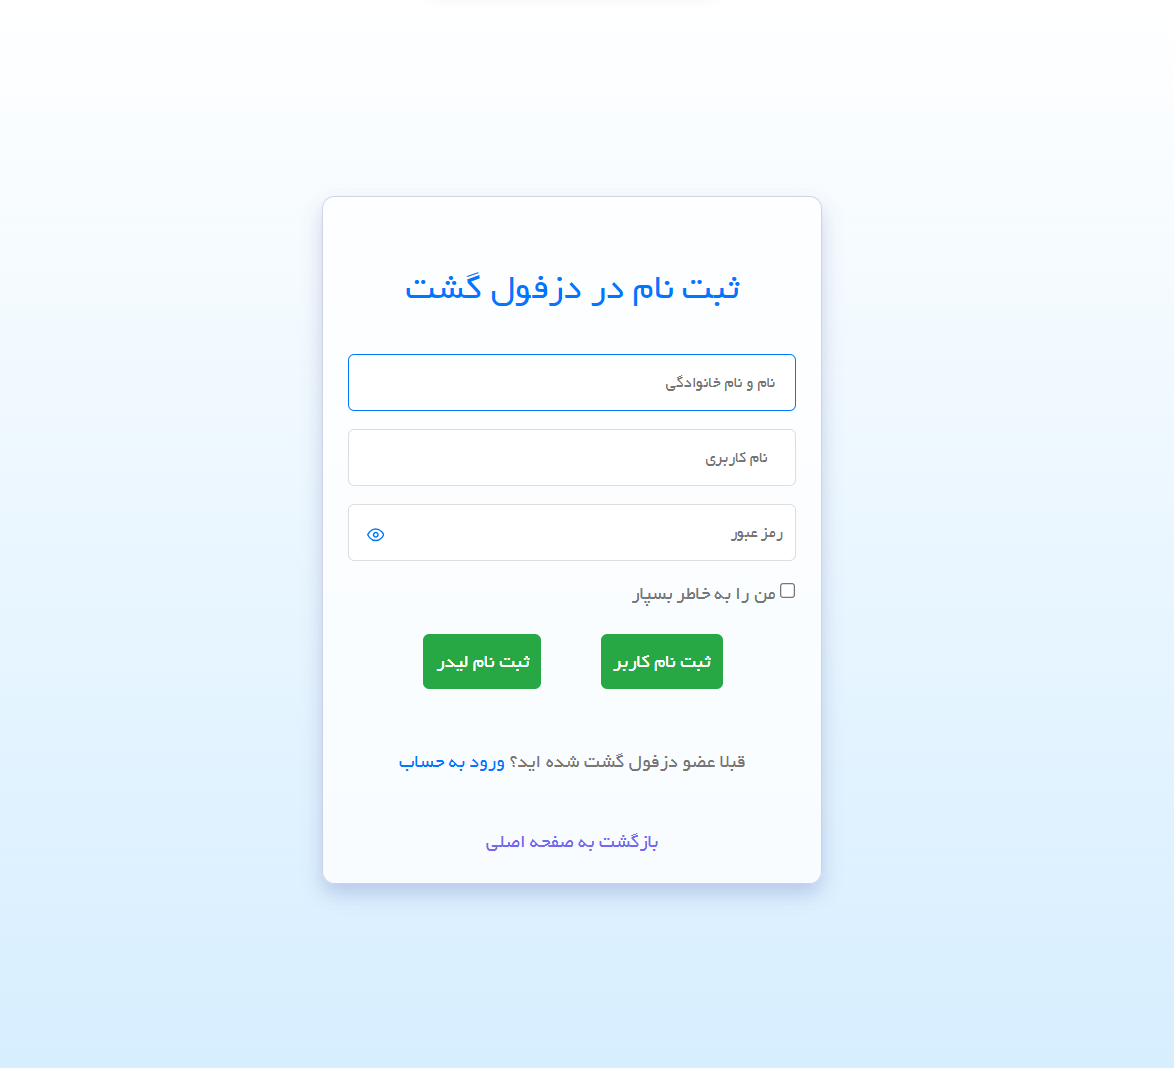 ثبت نام در دزفول گشت
نام و نام خانوادگی
نام کاربری
رمز عبور
من را به خاطر بسپار
ثبت نام کاربر
ثبت نام لیدر
قبلا عضو دزفول گشت شده اید؟ ورود به حساب
بازگشت به صفحه اصلی